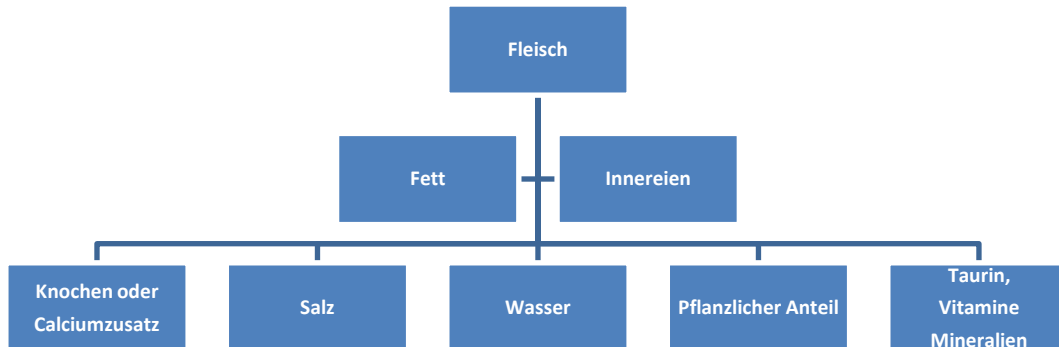 Fleisch
Fett
Innereien
Knochen oder
Calciumzusatz
Salz
Wasser
Pflanzlicher Anteil
Taurin,
Vitamine
Mineralien